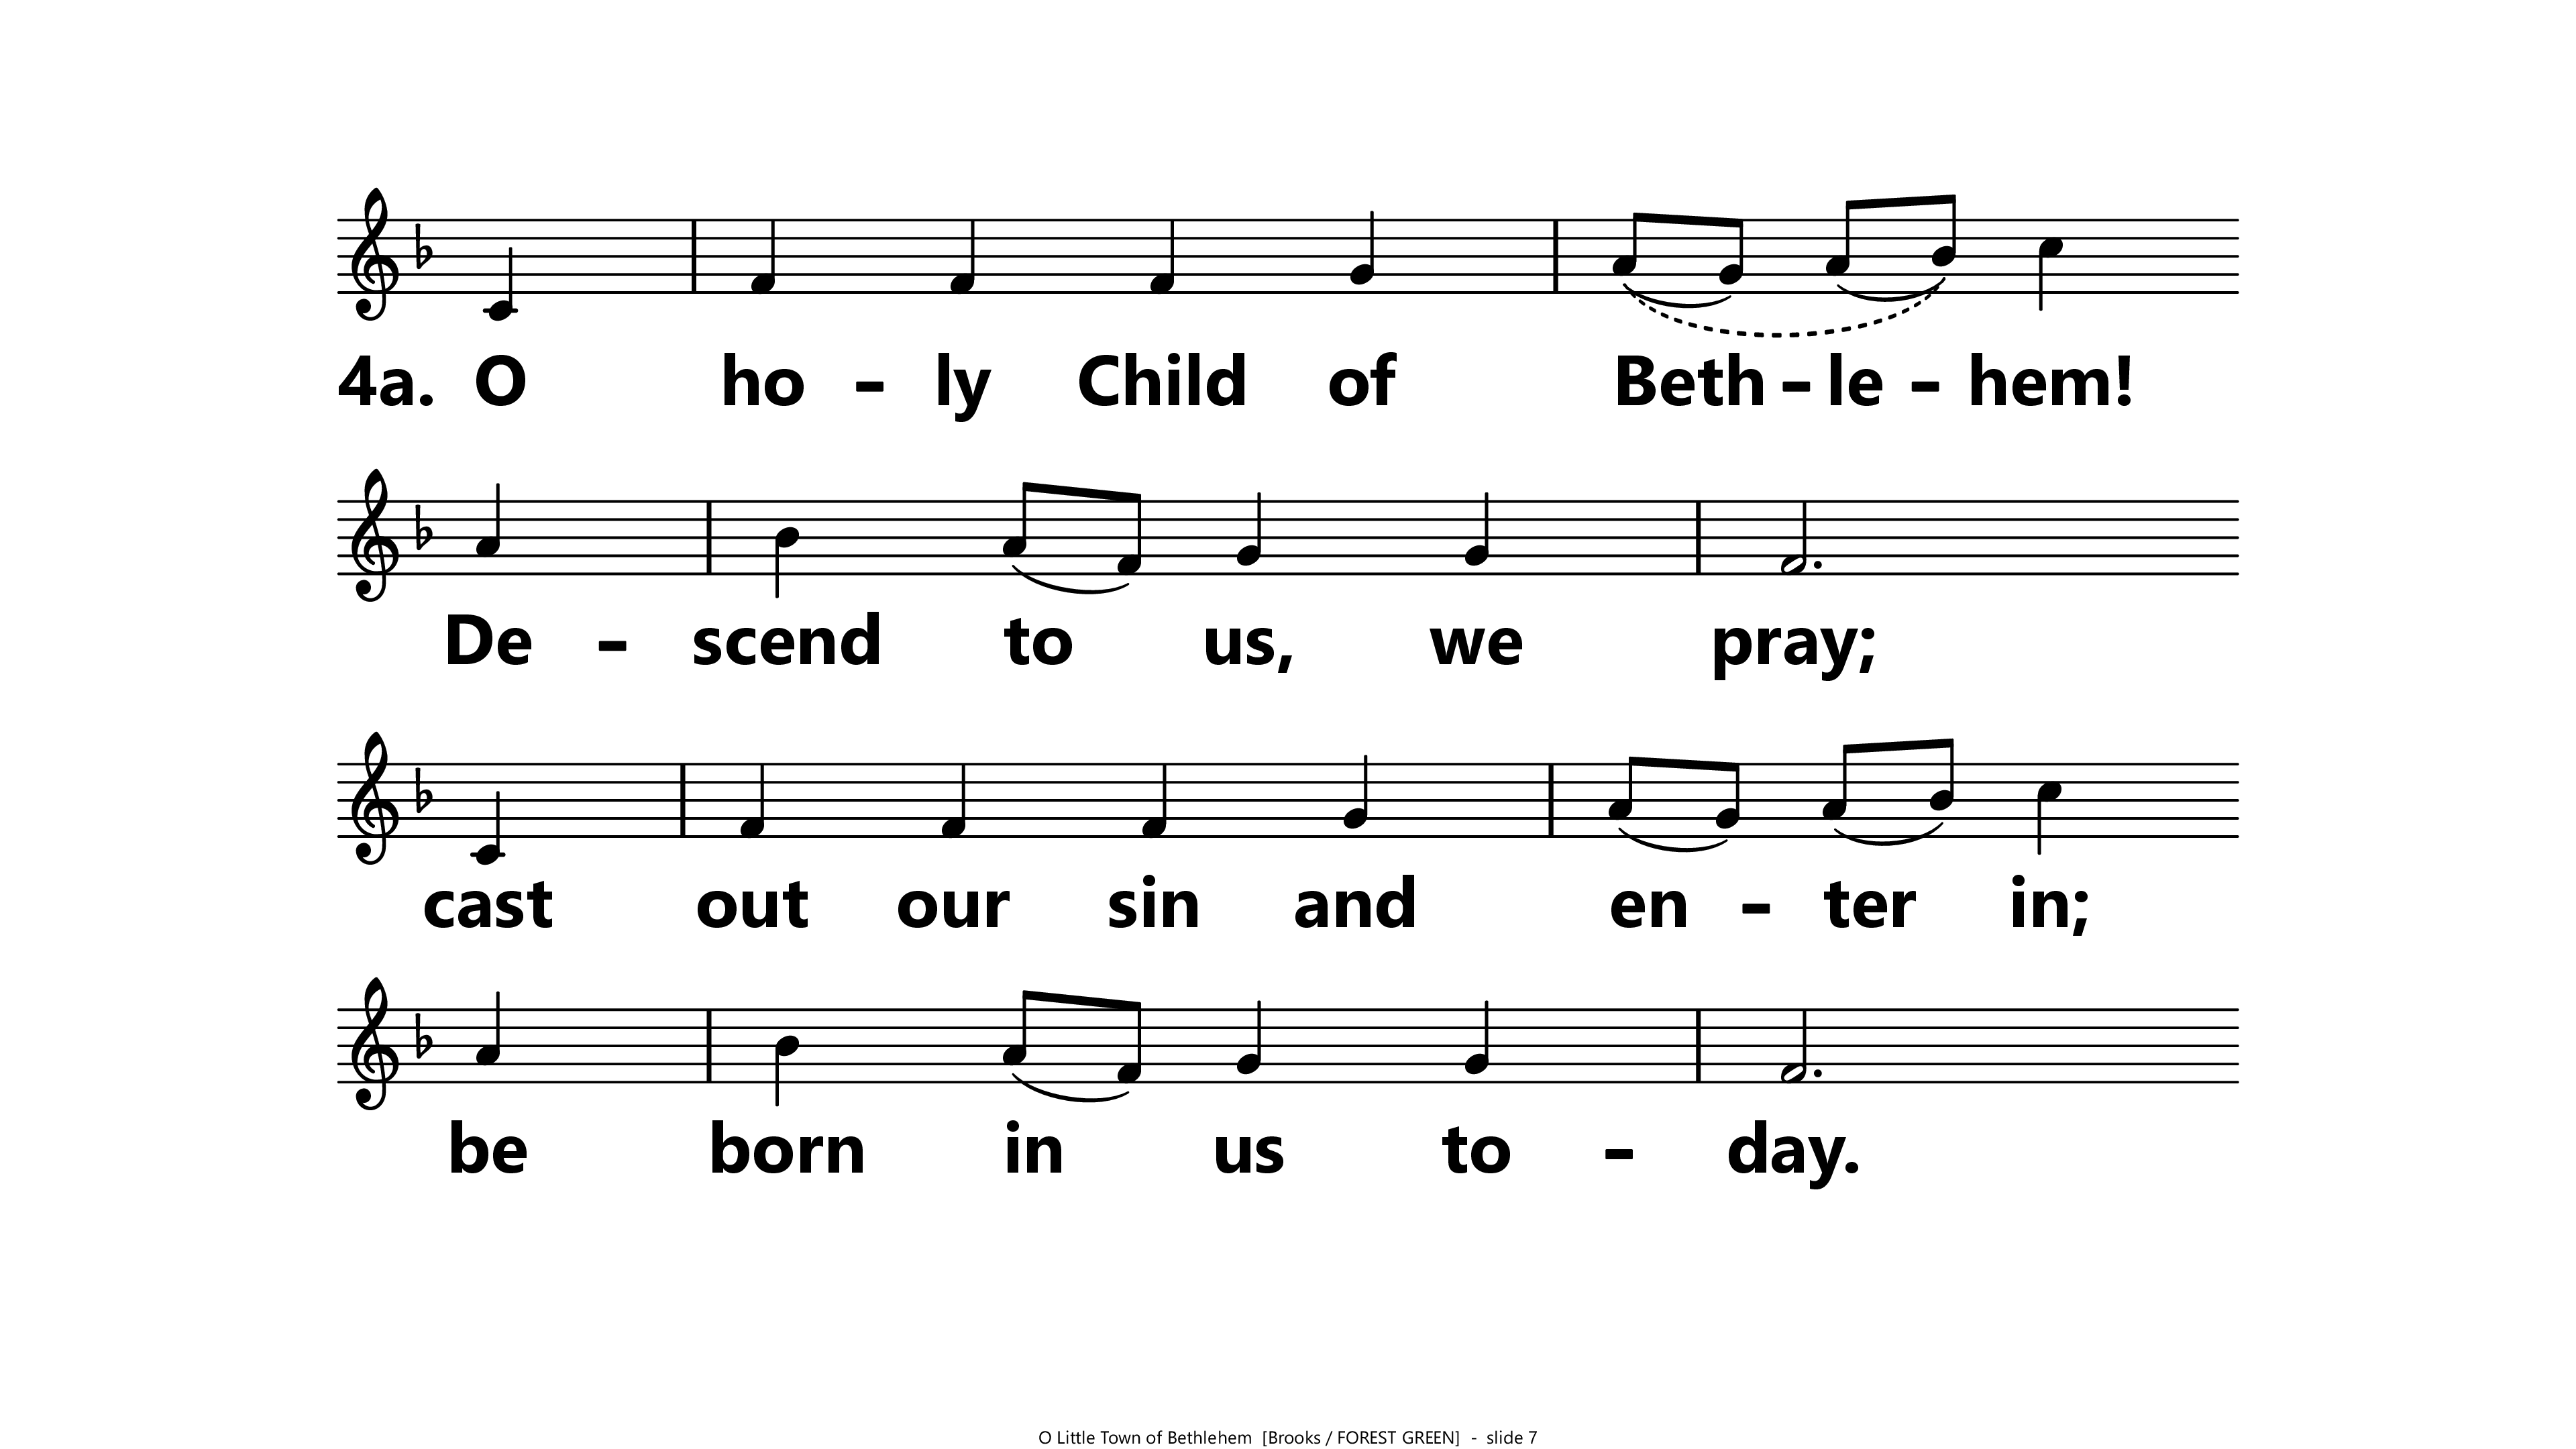 4a. O ho - ly Child of Beth - le - hem!
De - scend to us, we pray;
cast out our sin and en - ter in;
be born in us to - day.
O Little Town of Bethlehem [Brooks / FOREST GREEN] - slide 7